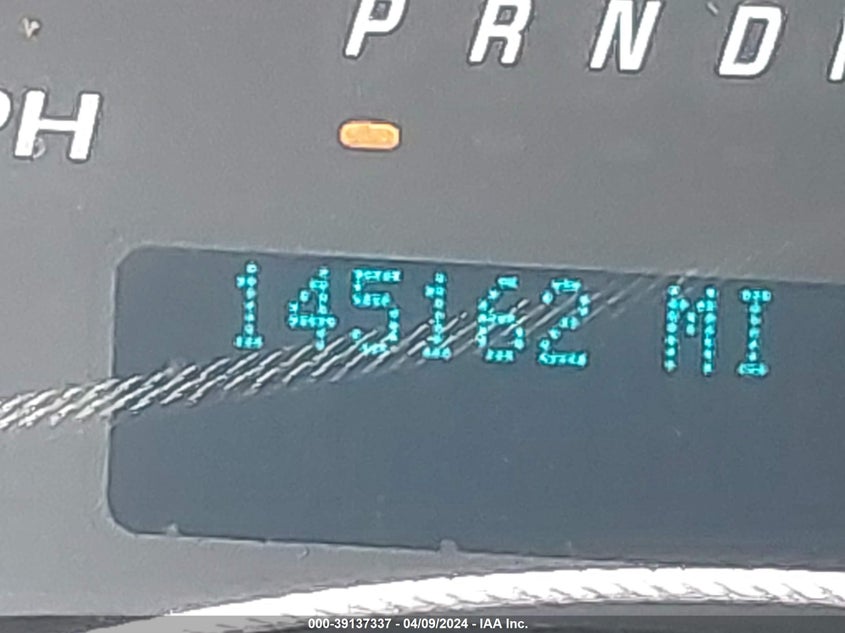 P R N D
PH
145162 MI
000-39137337 - 04/09/2024 - IAA Inc.